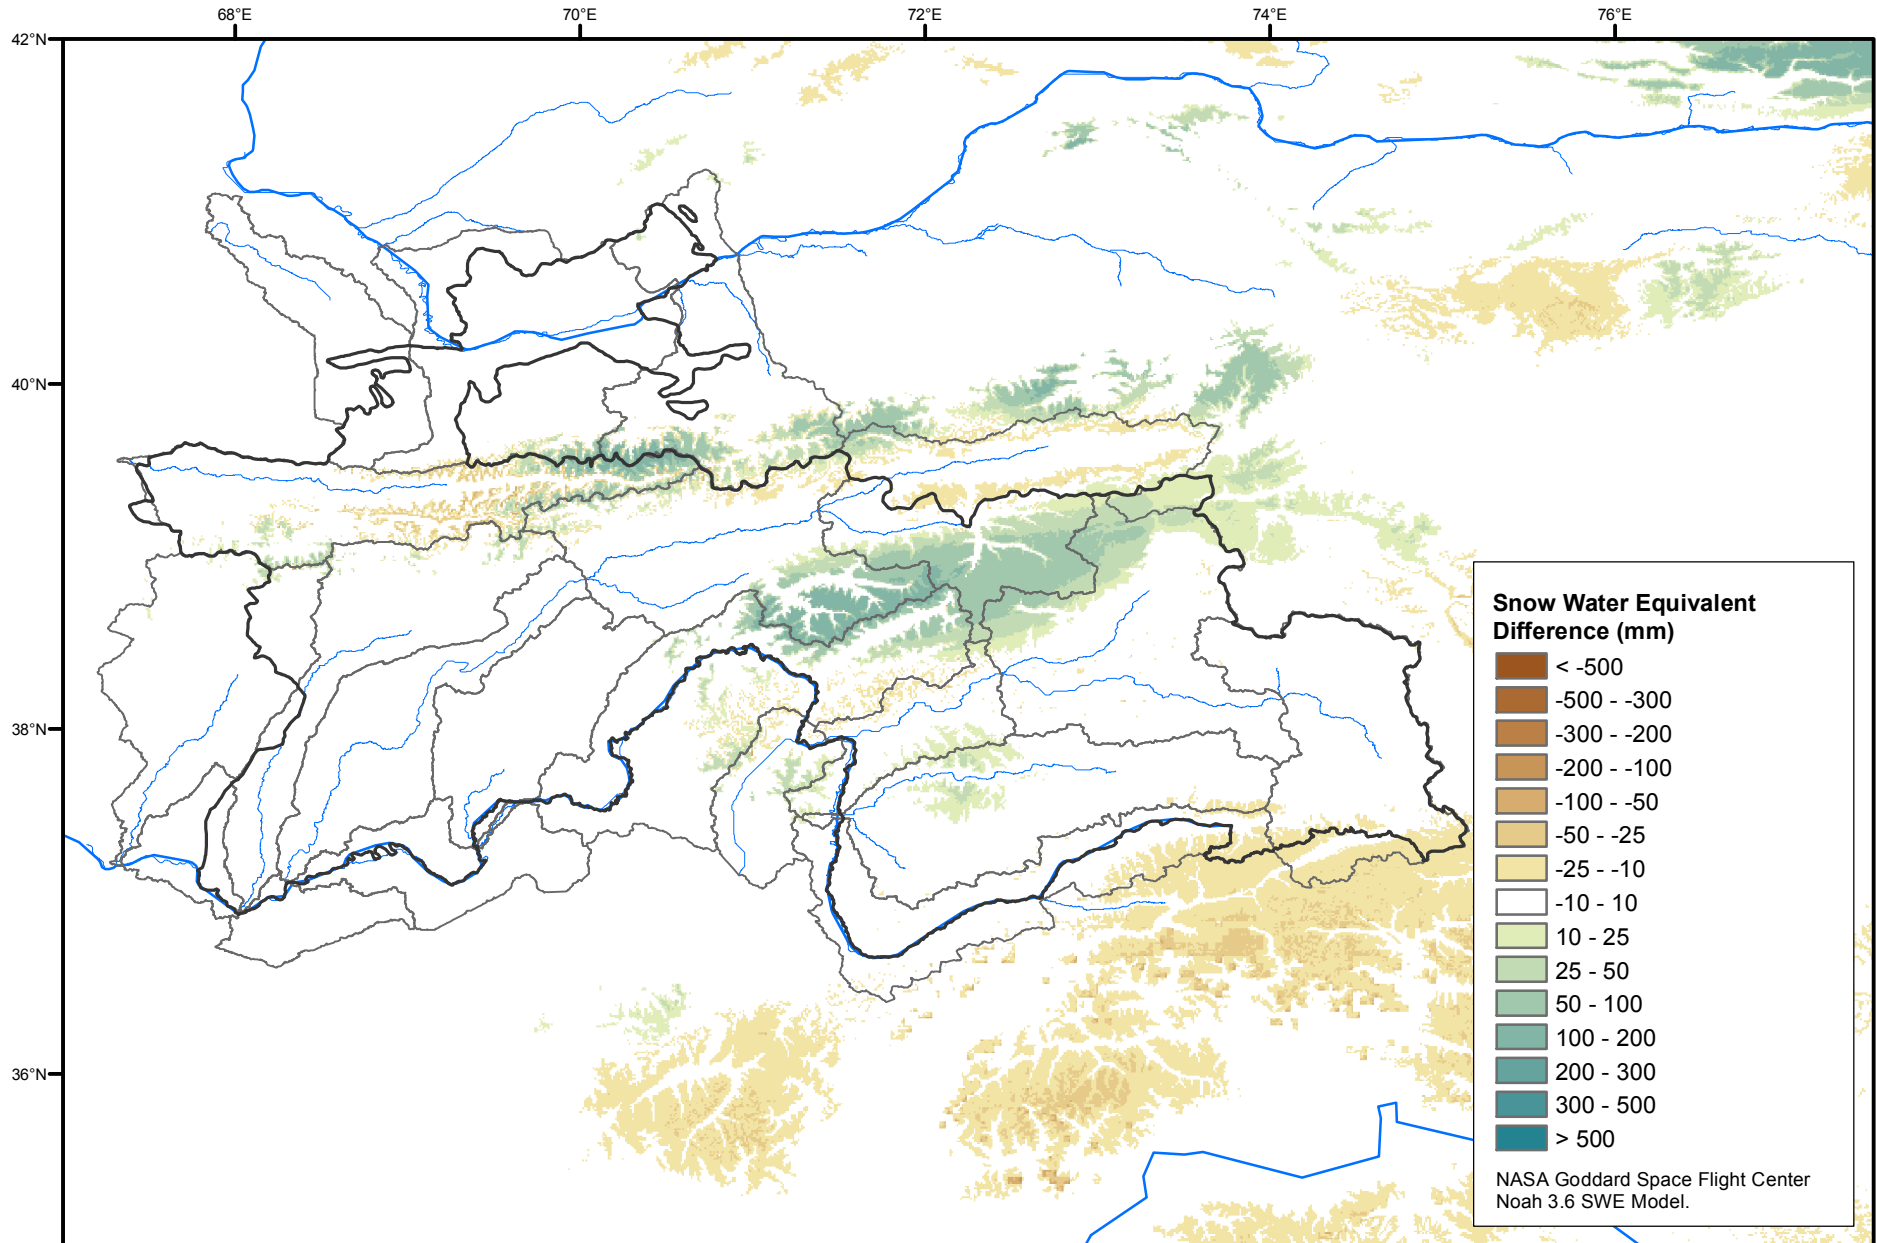 68°E
70°E
72°E
74°E
76°E
42°N
40°N
38°N
36°N
Snow Water Equivalent
Difference (mm)
< -500
-500 - -300
-300 - -200
-200 - -100
-100 - -50
-50 - -25
-25 - -10
-10 - 10
10 - 25
25 - 50
50 - 100
100 - 200
200 - 300
300 - 500
> 500
NASA Goddard Space Flight Center
Noah 3.6 SWE Model.